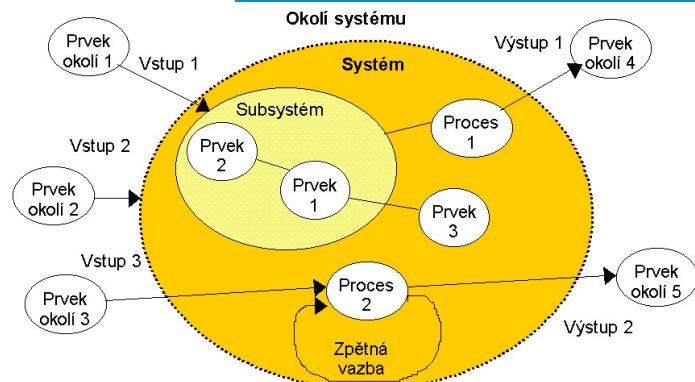 Okolí systému
Prvek
okolí 1
Vstup 1
Systém
Výstup 1
Prvek
okolí 4
Subsystém
Proces
1
Vstup 2
Prvek
2
Prvek
1
Prvek
okolí 2
Prvek
3
Vstup 3
Prvek
okolí 3
Proces
2
Prvek
okolí 5
Výstup 2
Zpětná
vazba